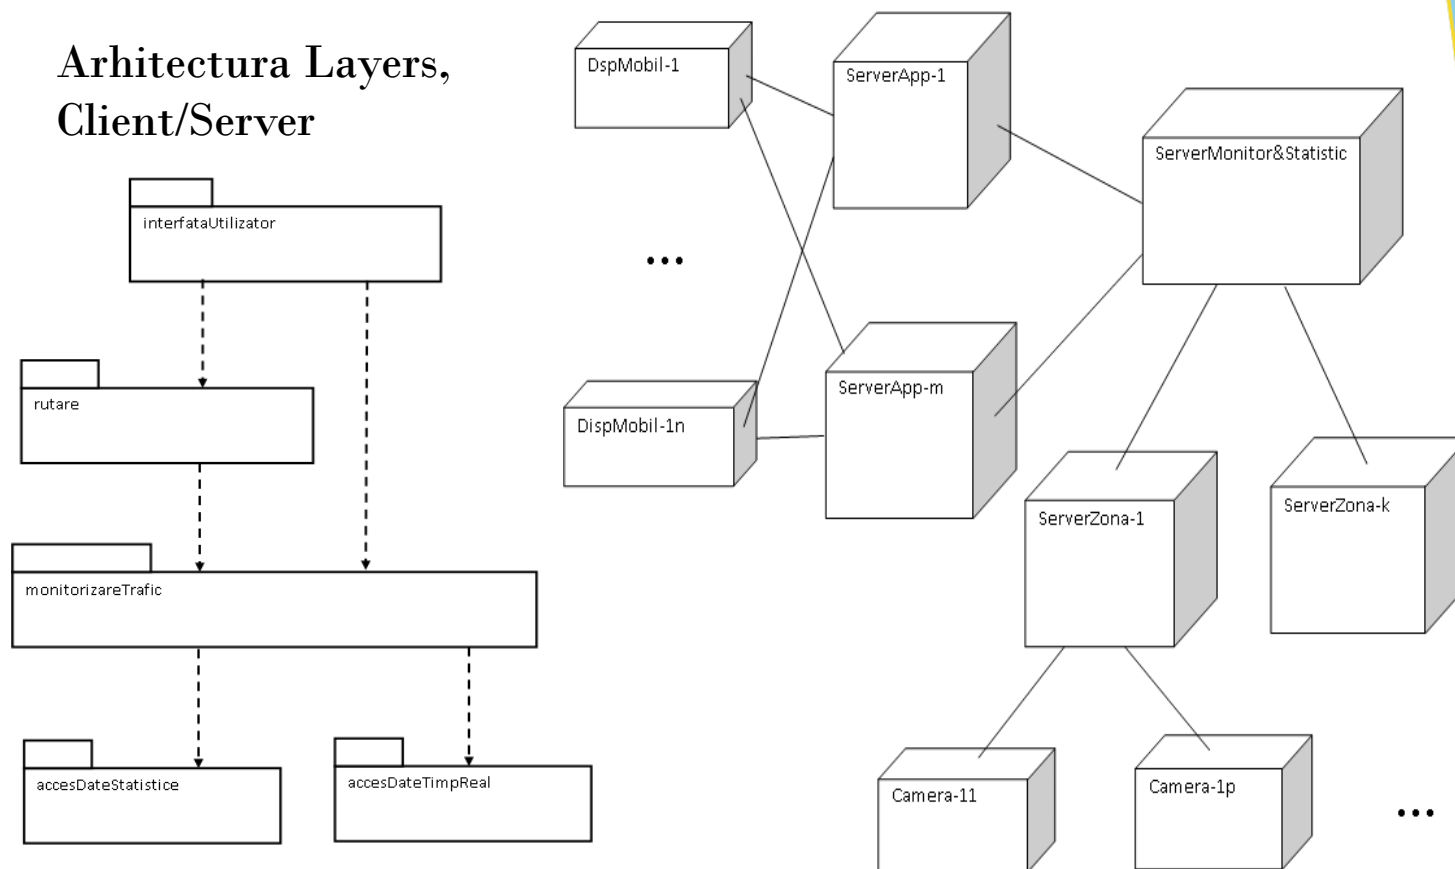 Arhitectura Layers,
Client/Server
interfataUtilizator
rutare
monitorizareTrafic
accesDateStatistice
accesDateTimpReal
DspMobil-1
ServerApp-1
ServerMonitor&Statistic
...
DispMobil-1n
ServerApp-m
ServerZona-1
ServerZona-k
Camera-11
Camera-1p
...